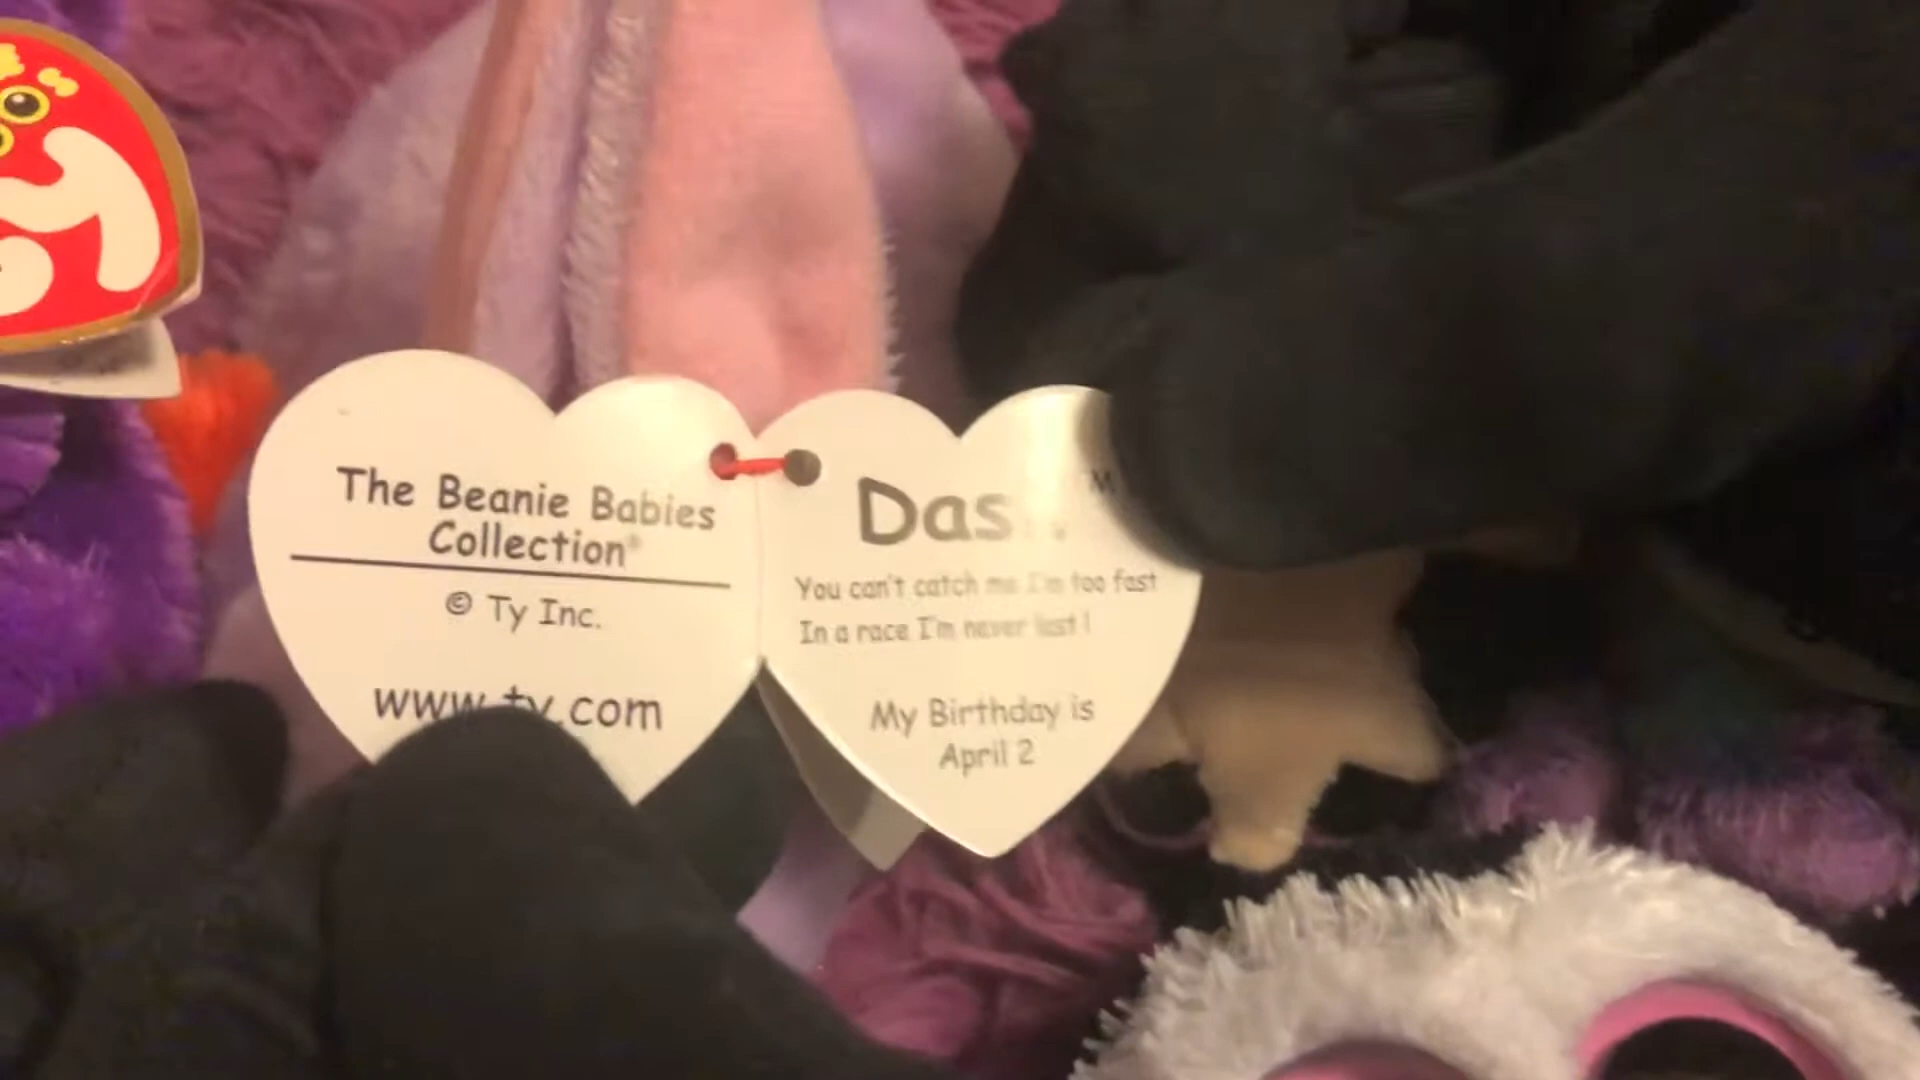 The Beanie Babies
Collection®
© Ty Inc.
www.ty.com
Das
You can't catch me I'm too fast
In a race I'm never last !
My Birthday is
April 2